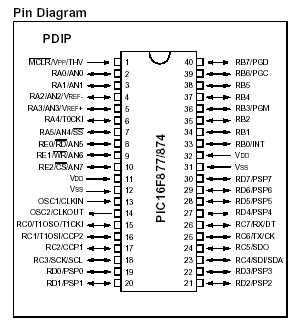 Pin Diagram
PDIP
MCLR/VPP/THV 1 40 RB7/PGD
RA0/AN0 2 39 RB6/PGC
RA1/AN1 3 38 RB5
RA2/AN2/VREF- 4 37 RB4
RA3/AN3/VREF+ 5 36 RB3/PGM
RA4/T0CKI 6 35 RB2
RA5/AN4/SS 7 34 RB1
RE0/RD/AN5 8 33 RB0/INT
RE1/WR/AN6 9 32 VDD
RE2/CS/AN7 10 31 VSS
VDD 11 30 RD7/PSP7
VSS 12 29 RD6/PSP6
OSC1/CLKIN 13 28 RD5/PSP5
OSC2/CLKOUT 14 27 RD4/PSP4
RC0/T1OSO/T1CKI 15 26 RC7/RX/DT
RC1/T1OSI/CCP2 16 25 RC6/TX/CK
RC2/CCP1 17 24 RC5/SDO
RC3/SCK/SCL 18 23 RC4/SDI/SDA
RD0/PSP0 19 22 RD3/PSP3
RD1/PSP1 20 21 RD2/PSP2
PIC16F877/874